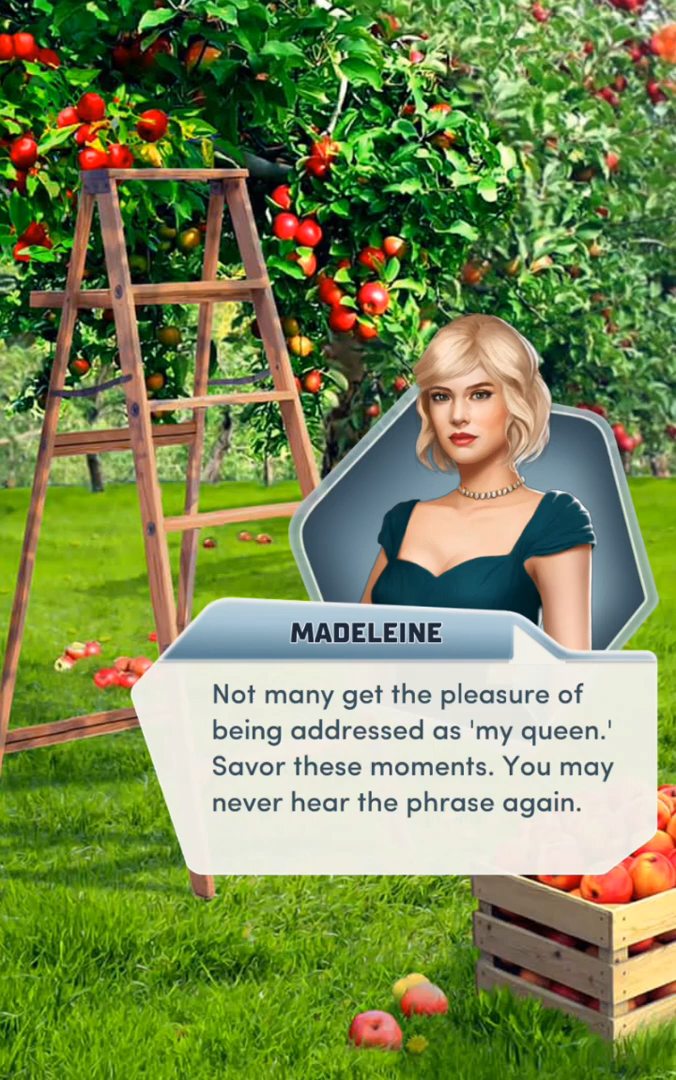 MADELEINE
Not many get the pleasure of
being addressed as 'my queen.'
Savor these moments. You may
never hear the phrase again.